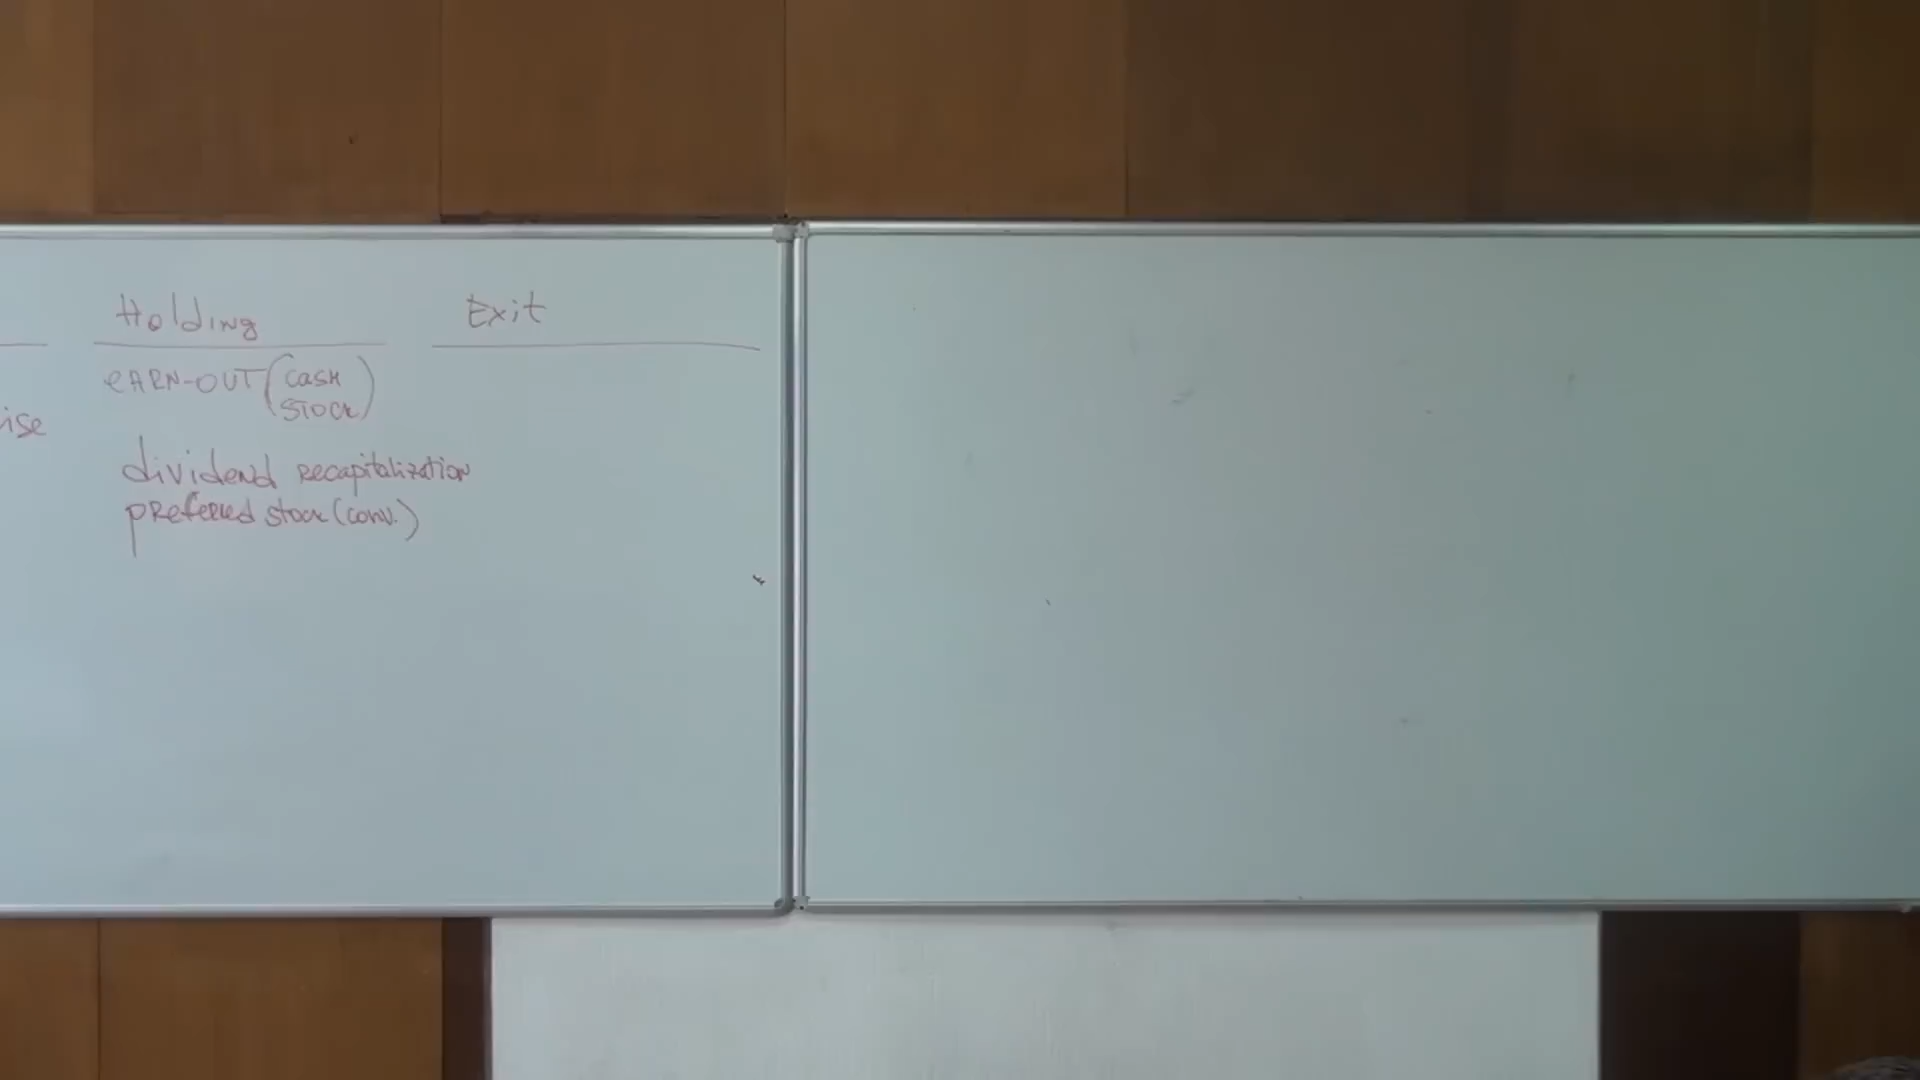 Holding
Exit
eARN-OUT (CASH
STOCK)
ise
dividend recapitalization
preferred stock (conv.)